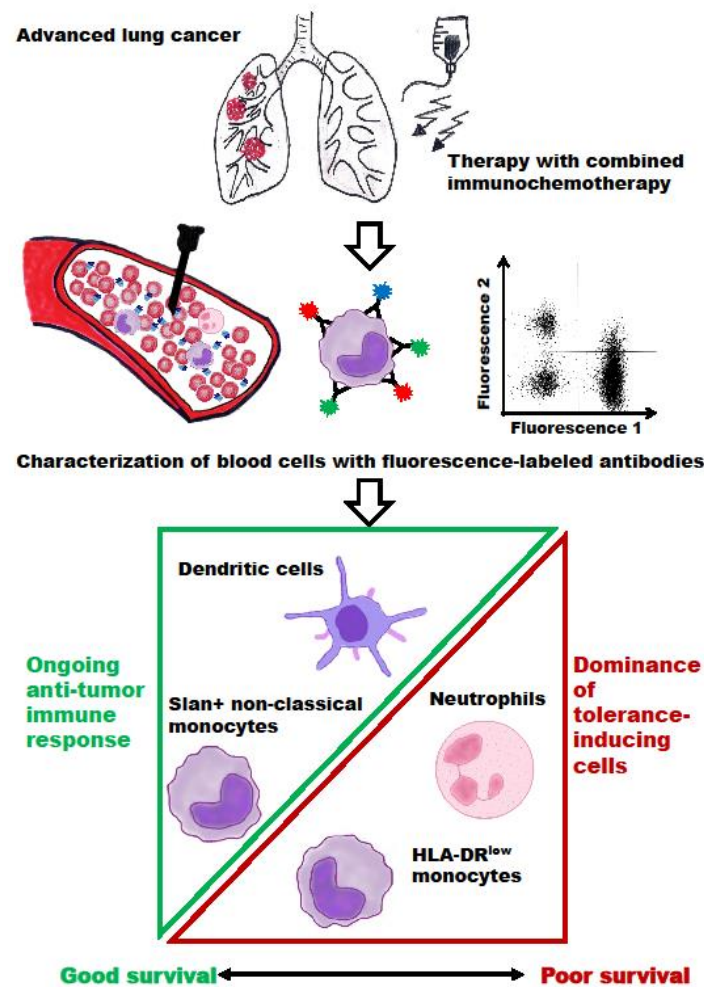 Advanced lung cancer
Therapy with combined
immunochemotherapy
Fluorescence 2
Fluorescence 1
Characterization of blood cells with fluorescence-labeled antibodies
Dendritic cells
Ongoing
anti-tumor
immune
response
Slan+ non-classical
monocytes
Neutrophils
Dominance
of
tolerance-
inducing
cells
HLA-DRlow
monocytes
Good survival
Poor survival